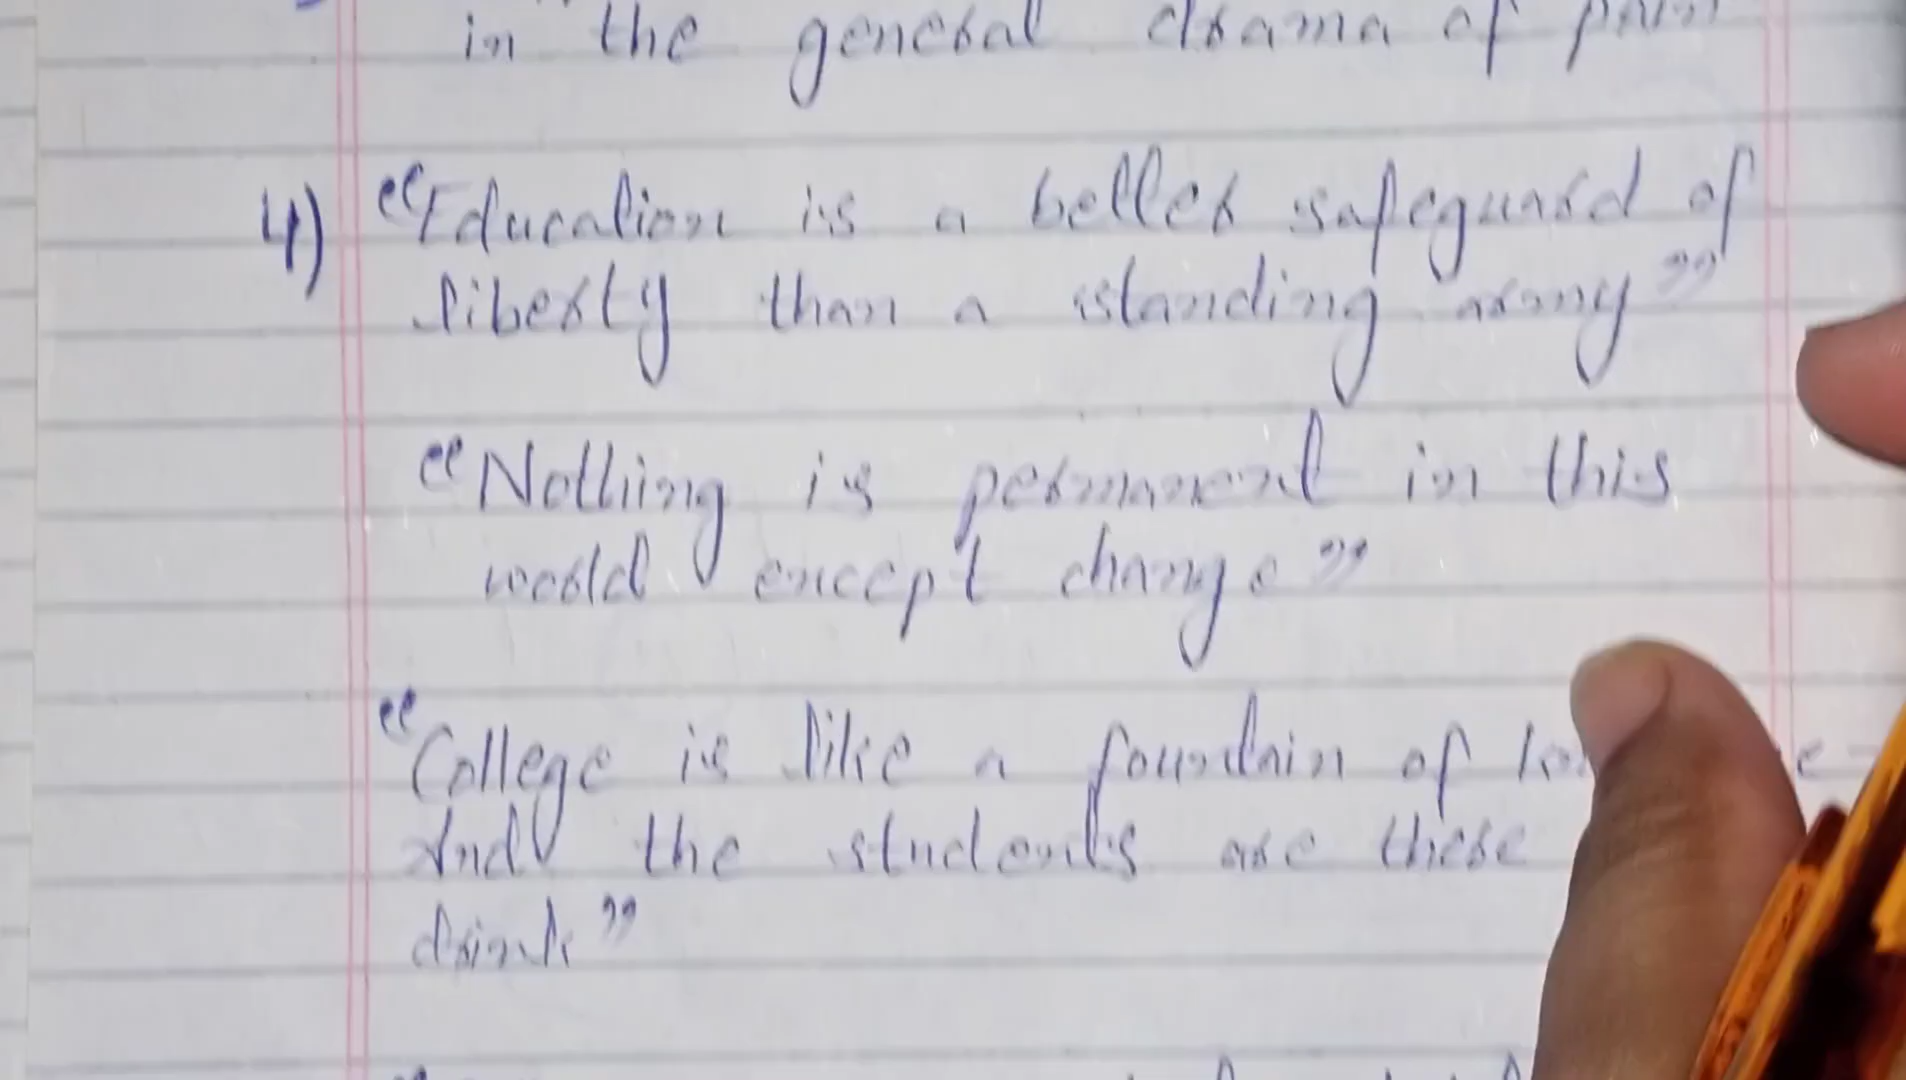 in the general drama of pain
4) "Education is a better safeguard of
liberty than a standing army"
"Nothing is permanent in this
world except change"
"College is like a fountain of
And the students are there
drink"